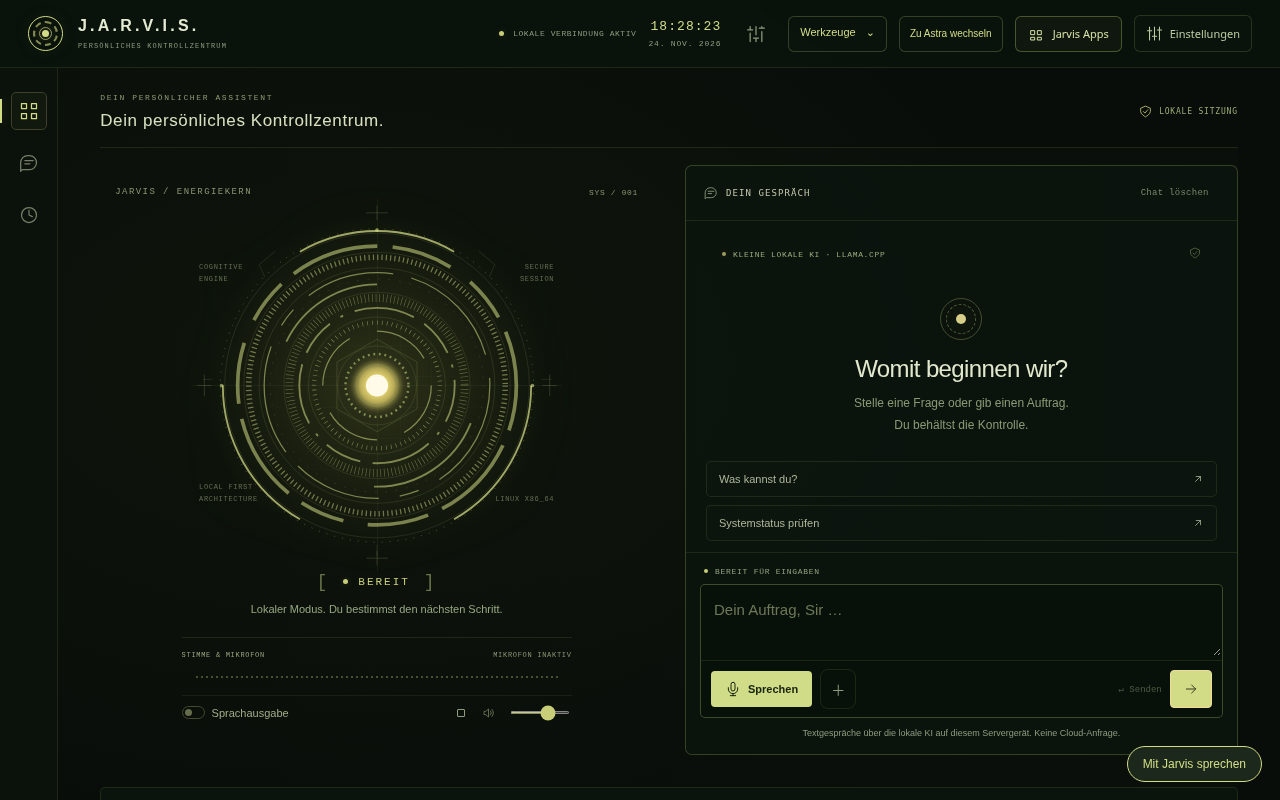 J.A.R.V.I.S.
PERSÖNLICHES KONTROLLZENTRUM
LOKALE VERBINDUNG AKTIV
18:28:23
24. NOV. 2026
Werkzeuge
Zu Astra wechseln
Jarvis Apps
Einstellungen
DEIN PERSÖNLICHER ASSISTENT
Dein persönliches Kontrollzentrum.
LOKALE SITZUNG
JARVIS / ENERGIEKERN
SYS / 001
COGNITIVE
ENGINE
SECURE
SESSION
LOCAL FIRST
ARCHITECTURE
LINUX X86_64
[ BEREIT ]
Lokaler Modus. Du bestimmst den nächsten Schritt.
STIMME & MIKROFON
MIKROFON INAKTIV
Sprachausgabe
DEIN GESPRÄCH
Chat löschen
KLEINE LOKALE KI · LLAMA.CPP
Womit beginnen wir?
Stelle eine Frage oder gib einen Auftrag.
Du behältst die Kontrolle.
Was kannst du?
Systemstatus prüfen
BEREIT FÜR EINGABEN
Dein Auftrag, Sir …
Sprechen
↵ Senden
Textgespräche über die lokale KI auf diesem Servergerät. Keine Cloud-Anfrage.
Mit Jarvis sprechen